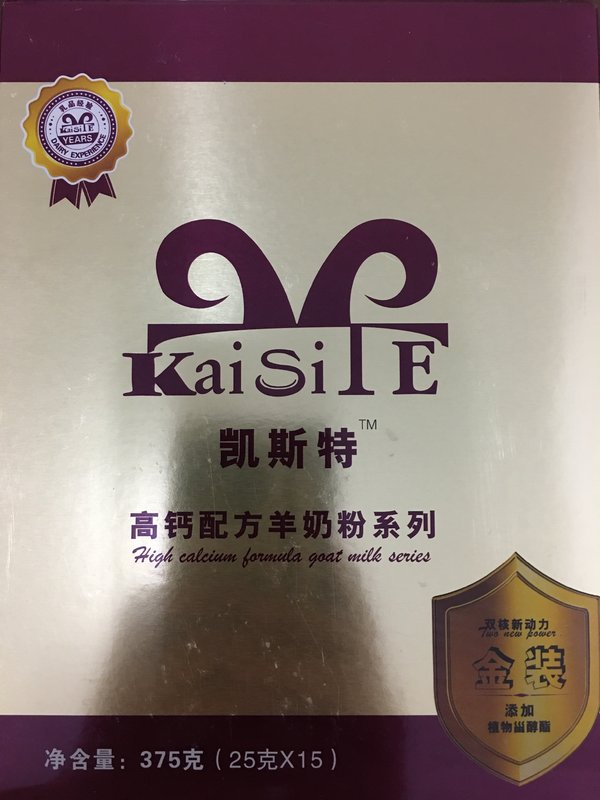 乳品经验
KaiSiTE
YEARS
DAIRY EXPERIENCE
KaiSiTE
凯斯特™
高钙配方羊奶粉系列
High calcium formula goat milk series
双核新动力
Two new power
金装
添加
植物甾醇酯
净含量：375克（25克X15）